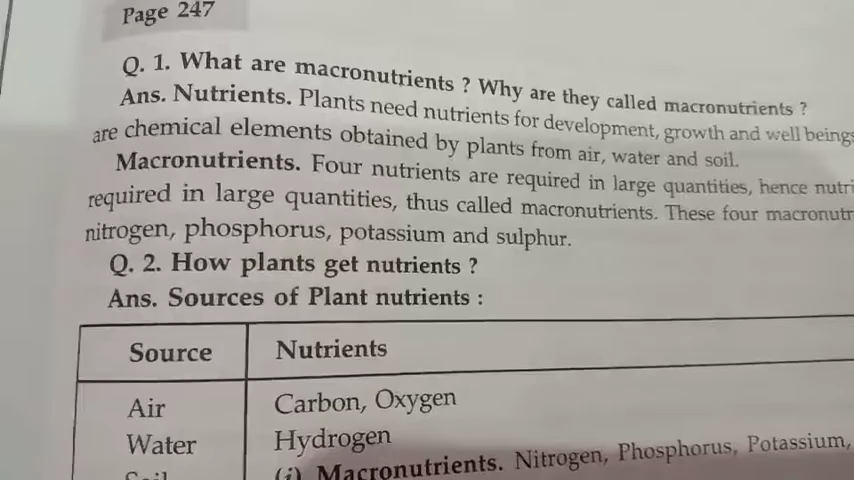 Page 247
Q. 1. What are macronutrients ? Why are they called macronutrients ?
Ans. Nutrients. Plants need nutrients for development, growth and well beings
are chemical elements obtained by plants from air, water and soil.
Macronutrients. Four nutrients are required in large quantities, hence nutri
required in large quantities, thus called macronutrients. These four macronutr
nitrogen, phosphorus, potassium and sulphur.
Q. 2. How plants get nutrients ?
Ans. Sources of Plant nutrients :
Source Nutrients
Air Carbon, Oxygen
Water Hydrogen
Soil (i) Macronutrients. Nitrogen, Phosphorus, Potassium,